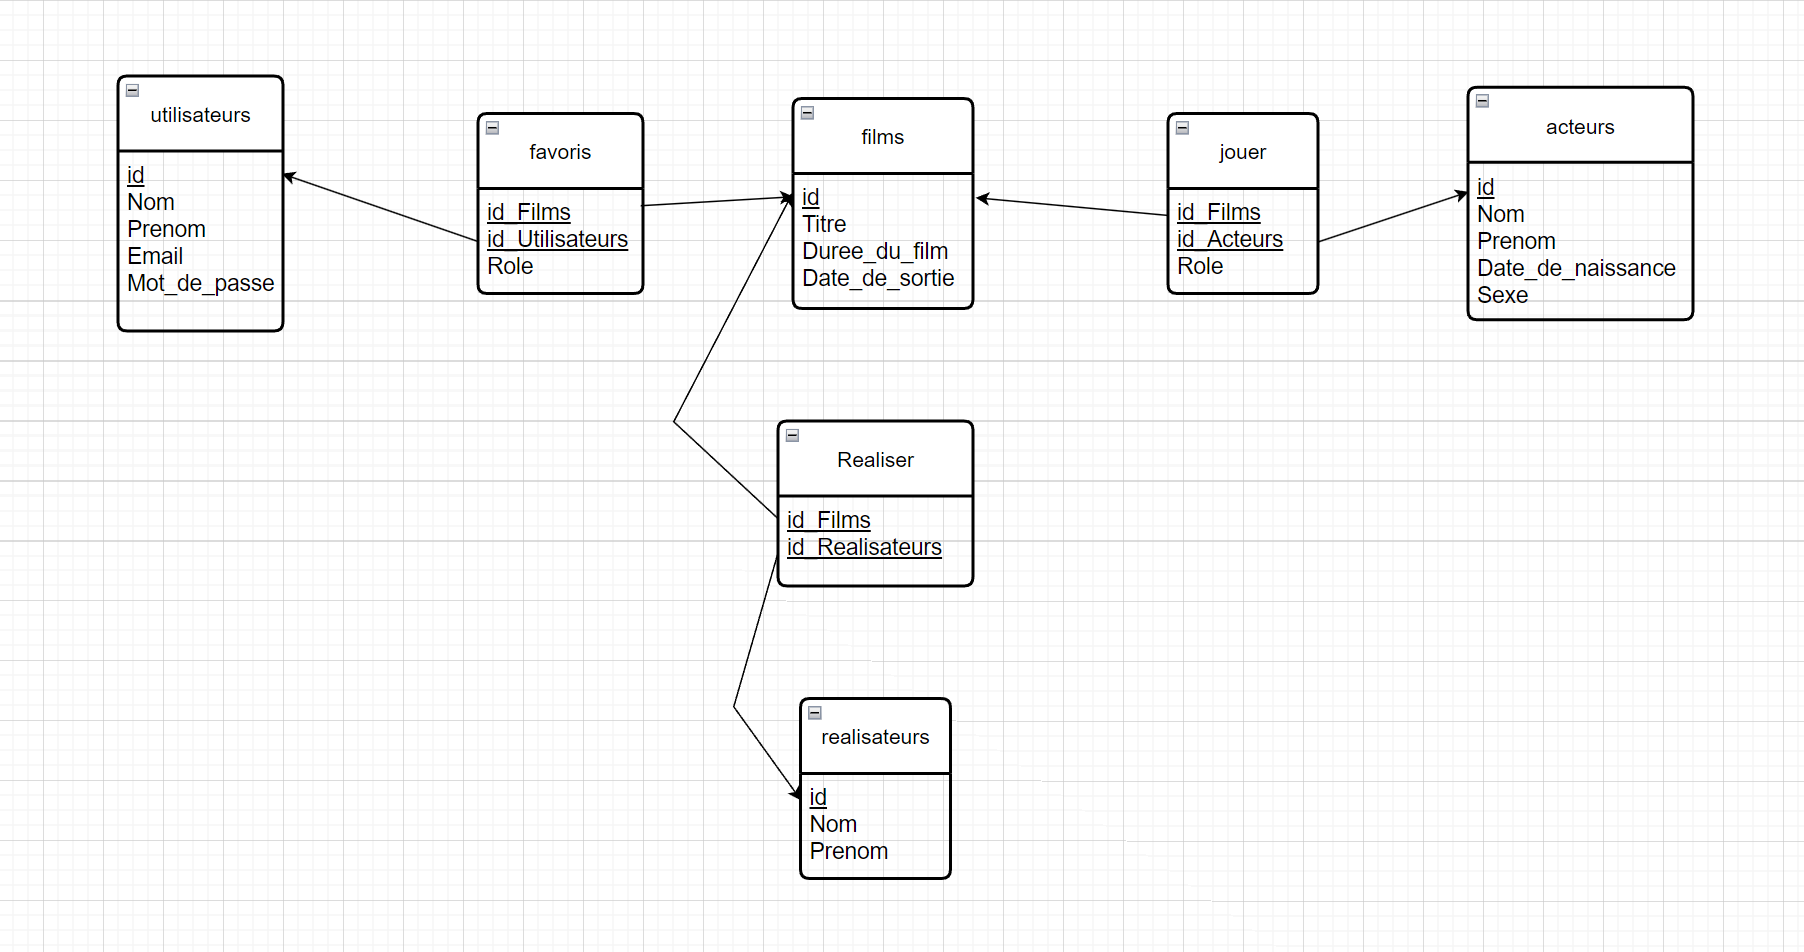 utilisateurs
id
Nom
Prenom
Email
Mot_de_passe
favoris
id_Films
id_Utilisateurs
Role
films
id
Titre
Duree_du_film
Date_de_sortie
jouer
id_Films
id_Acteurs
Role
acteurs
id
Nom
Prenom
Date_de_naissance
Sexe
Realiser
id_Films
id_Realisateurs
realisateurs
id
Nom
Prenom